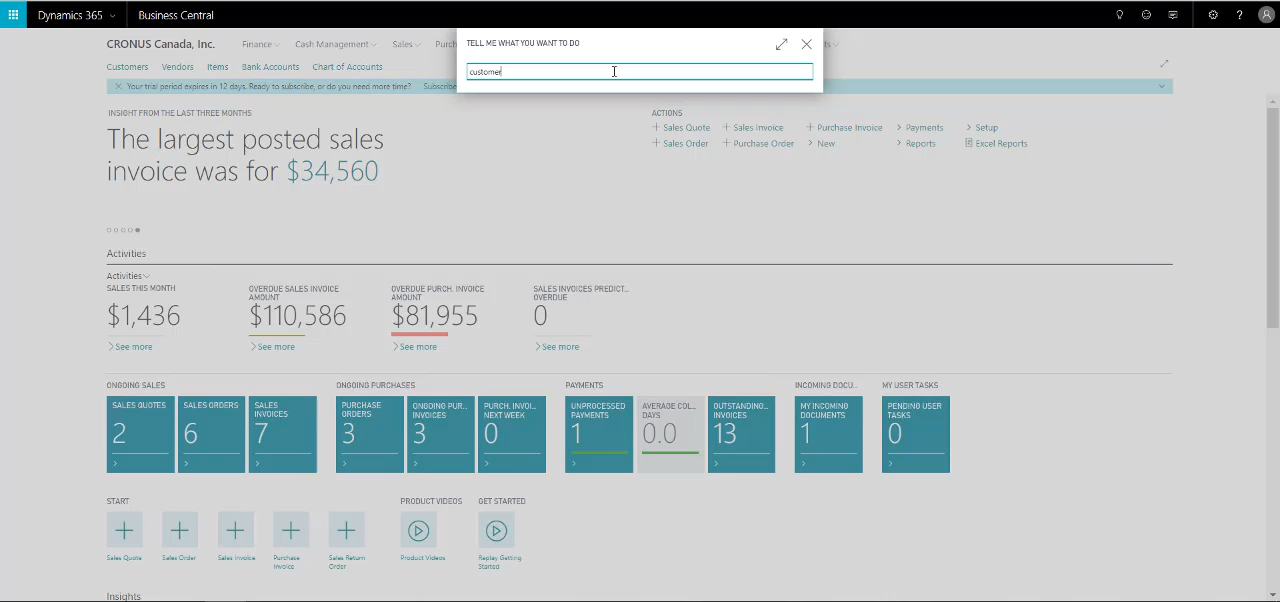 Dynamics 365 Business Central
CRONUS Canada, Inc. Finance Cash Management Sales Purch
TELL ME WHAT YOU WANT TO DO
customer
Customers Vendors Items Bank Accounts Chart of Accounts
Your trial period expires in 12 days. Ready to subscribe, or do you need more time? Subscribe
INSIGHT FROM THE LAST THREE MONTHS
The largest posted sales
invoice was for $34,560
ACTIONS
+ Sales Quote + Sales Invoice + Purchase Invoice > Payments > Setup
+ Sales Order + Purchase Order > New > Reports Excel Reports
Activities
Activities
SALES THIS MONTH
$1,436
> See more
OVERDUE SALES INVOICE
AMOUNT
$110,586
> See more
OVERDUE PURCH. INVOICE
AMOUNT
$81,955
> See more
SALES INVOICES PREDICT...
OVERDUE
0
> See more
ONGOING SALES
SALES QUOTES
2
SALES ORDERS
6
SALES
INVOICES
7
ONGOING PURCHASES
PURCHASE
ORDERS
3
ONGOING PUR...
INVOICES
3
PURCH. INVOI...
NEXT WEEK
0
PAYMENTS
UNPROCESSED
PAYMENTS
1
AVERAGE COL...
DAYS
0.0
OUTSTANDING...
INVOICES
13
INCOMING DOCU...
MY INCOMING
DOCUMENTS
1
MY USER TASKS
PENDING USER
TASKS
0
START
Sales Quote
Sales Order
Sales Invoice
Purchase
Invoice
Sales Return
Order
PRODUCT VIDEOS
Product Videos
GET STARTED
Replay Getting
Started
Insights